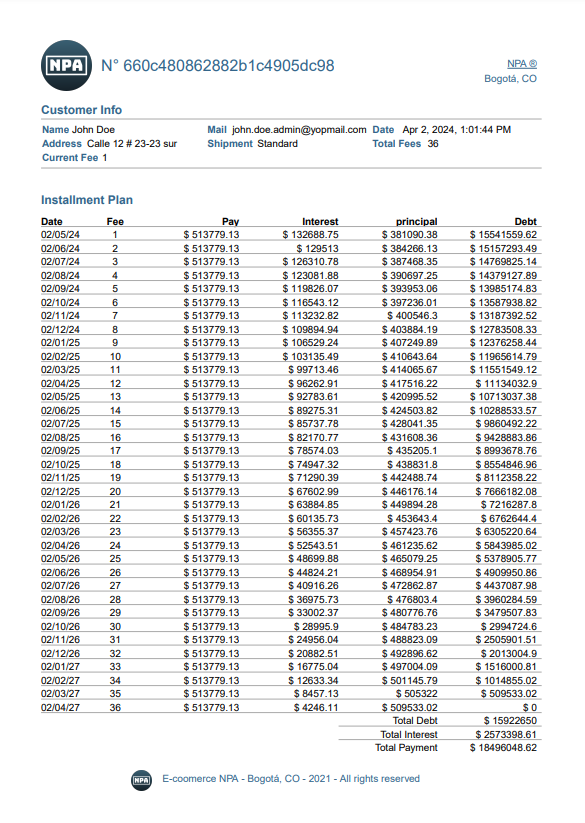 NPA
N° 660c480862882b1c4905dc98
NPA ®
Bogotá, CO
Customer Info
Name John Doe Mail john.doe.admin@yopmail.com Date Apr 2, 2024, 1:01:44 PM
Address Calle 12 # 23-23 sur Shipment Standard Total Fees 36
Current Fee 1
Installment Plan
Date Fee Pay Interest principal Debt
02/05/24 1 $ 513779.13 $ 132688.75 $ 381090.38 $ 15541559.62
02/06/24 2 $ 513779.13 $ 129513 $ 384266.13 $ 15157293.49
02/07/24 3 $ 513779.13 $ 126310.78 $ 387468.35 $ 14769825.14
02/08/24 4 $ 513779.13 $ 123081.88 $ 390697.25 $ 14379127.89
02/09/24 5 $ 513779.13 $ 119826.07 $ 393953.06 $ 13985174.83
02/10/24 6 $ 513779.13 $ 116543.12 $ 397236.01 $ 13587938.82
02/11/24 7 $ 513779.13 $ 113232.82 $ 400546.3 $ 13187392.52
02/12/24 8 $ 513779.13 $ 109894.94 $ 403884.19 $ 12783508.33
02/01/25 9 $ 513779.13 $ 106529.24 $ 407249.89 $ 12376258.44
02/02/25 10 $ 513779.13 $ 103135.49 $ 410643.64 $ 11965614.79
02/03/25 11 $ 513779.13 $ 99713.46 $ 414065.67 $ 11551549.12
02/04/25 12 $ 513779.13 $ 96262.91 $ 417516.22 $ 11134032.9
02/05/25 13 $ 513779.13 $ 92783.61 $ 420995.52 $ 10713037.38
02/06/25 14 $ 513779.13 $ 89275.31 $ 424503.82 $ 10288533.57
02/07/25 15 $ 513779.13 $ 85737.78 $ 428041.35 $ 9860492.22
02/08/25 16 $ 513779.13 $ 82170.77 $ 431608.36 $ 9428883.86
02/09/25 17 $ 513779.13 $ 78574.03 $ 435205.1 $ 8993678.76
02/10/25 18 $ 513779.13 $ 74947.32 $ 438831.8 $ 8554846.96
02/11/25 19 $ 513779.13 $ 71290.39 $ 442488.74 $ 8112358.22
02/12/25 20 $ 513779.13 $ 67602.99 $ 446176.14 $ 7666182.08
02/01/26 21 $ 513779.13 $ 63884.85 $ 449894.28 $ 7216287.8
02/02/26 22 $ 513779.13 $ 60135.73 $ 453643.4 $ 6762644.4
02/03/26 23 $ 513779.13 $ 56355.37 $ 457423.76 $ 6305220.64
02/04/26 24 $ 513779.13 $ 52543.51 $ 461235.62 $ 5843985.02
02/05/26 25 $ 513779.13 $ 48699.88 $ 465079.25 $ 5378905.77
02/06/26 26 $ 513779.13 $ 44824.21 $ 468954.91 $ 4909950.86
02/07/26 27 $ 513779.13 $ 40916.26 $ 472862.87 $ 4437087.98
02/08/26 28 $ 513779.13 $ 36975.73 $ 476803.4 $ 3960284.59
02/09/26 29 $ 513779.13 $ 33002.37 $ 480776.76 $ 3479507.83
02/10/26 30 $ 513779.13 $ 28995.9 $ 484783.23 $ 2994724.6
02/11/26 31 $ 513779.13 $ 24956.04 $ 488823.09 $ 2505901.51
02/12/26 32 $ 513779.13 $ 20882.51 $ 492896.62 $ 2013004.9
02/01/27 33 $ 513779.13 $ 16775.04 $ 497004.09 $ 1516000.81
02/02/27 34 $ 513779.13 $ 12633.34 $ 501145.79 $ 1014855.02
02/03/27 35 $ 513779.13 $ 8457.13 $ 505322 $ 509533.02
02/04/27 36 $ 513779.13 $ 4246.11 $ 509533.02 $ 0
Total Debt $ 15922650
Total Interest $ 2573398.61
Total Payment $ 18496048.62
NPA E-coomerce NPA - Bogotá, CO - 2021 - All rights reserved